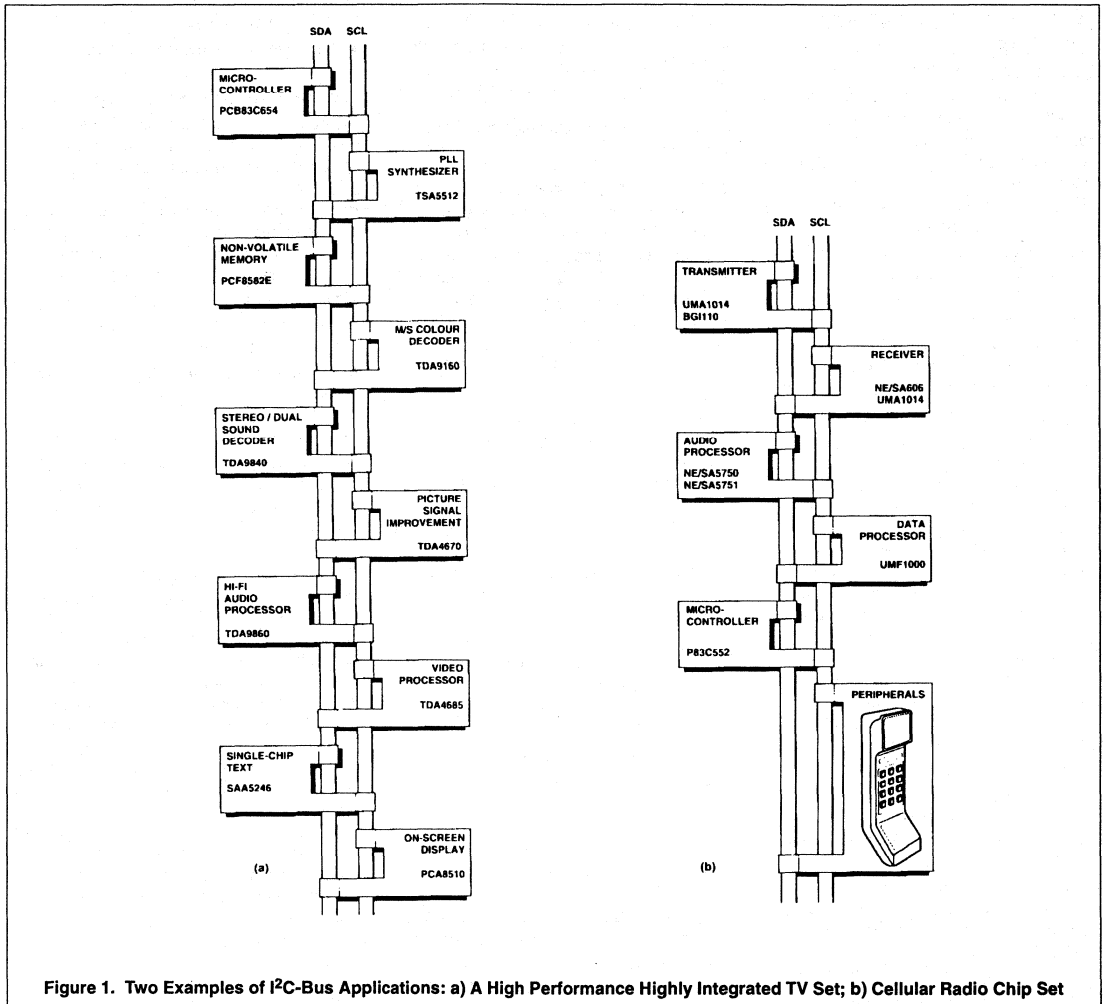 SDA SCL
MICRO-
CONTROLLER
PCB83C654
PLL
SYNTHESIZER
TSA5512
NON-VOLATILE
MEMORY
PCF8582E
M/S COLOUR
DECODER
TDA9160
STEREO / DUAL
SOUND
DECODER
TDA9840
PICTURE
SIGNAL
IMPROVEMENT
TDA4670
HI-FI
AUDIO
PROCESSOR
TDA9860
VIDEO
PROCESSOR
TDA4685
SINGLE-CHIP
TEXT
SAA5246
ON-SCREEN
DISPLAY
PCA8510
(a)
SDA SCL
TRANSMITTER
UMA1014
BGI110
RECEIVER
NE/SA606
UMA1014
AUDIO
PROCESSOR
NE/SA5750
NE/SA5751
DATA
PROCESSOR
UMF1000
MICRO-
CONTROLLER
P83C552
PERIPHERALS
(b)
Figure 1. Two Examples of I²C-Bus Applications: a) A High Performance Highly Integrated TV Set; b) Cellular Radio Chip Set